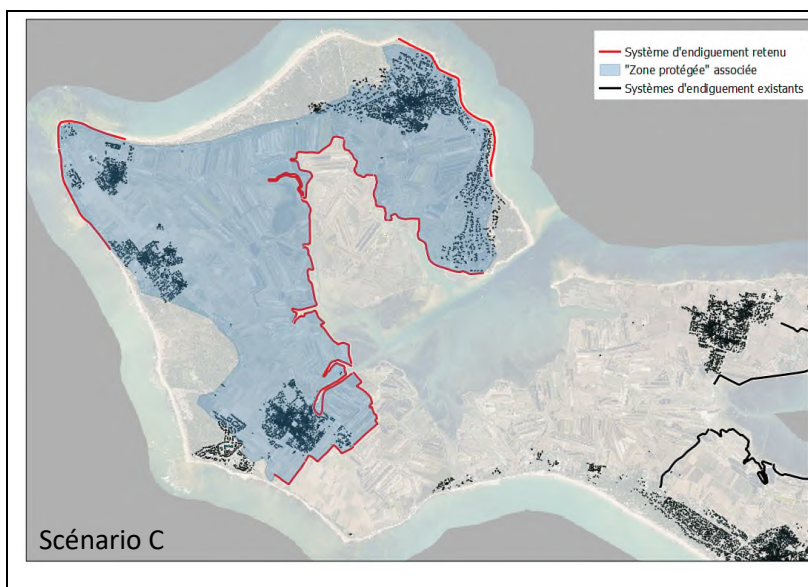 Système d'endiguement retenu
"Zone protégée" associée
Systèmes d'endiguement existants
Scénario C